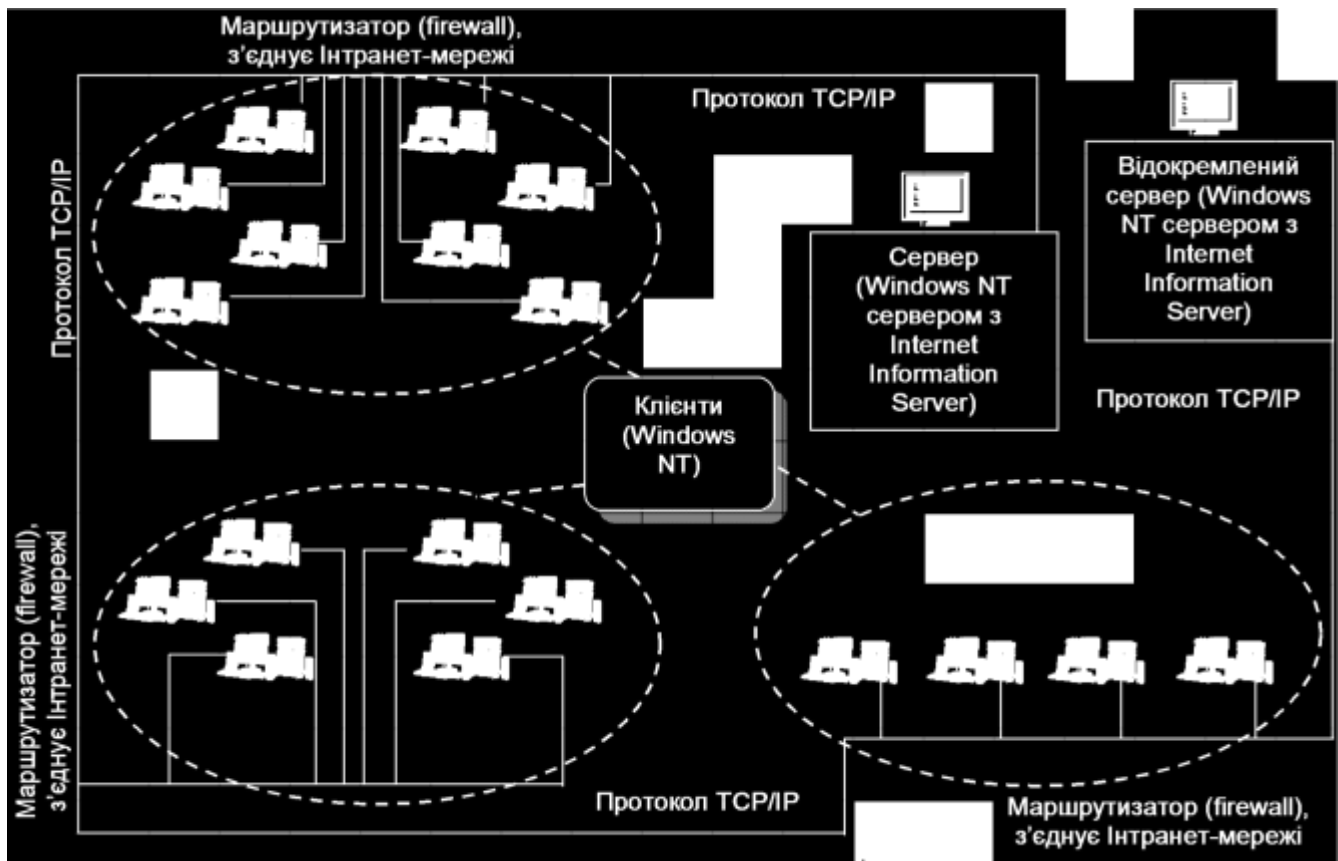 Маршрутизатор (firewall),
з'єднує Інтранет-мережі
Протокол TCP/IP
Протокол TCP/IP
Відокремлений
сервер (Windows
NT сервером з
Internet
Information
Server)
Сервер
(Windows NT
сервером з
Internet
Information
Server)
Протокол TCP/IP
Клієнти
(Windows
NT)
Маршрутизатор (firewall),
з'єднує Інтранет-мережі
Протокол TCP/IP
Маршрутизатор (firewall),
з'єднує Інтранет-мережі